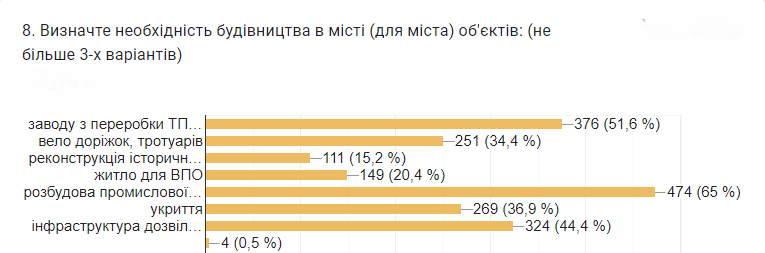 8. Визначте необхідність будівництва в місті (для міста) об'єктів: (не
більше 3-х варіантів)
заводу з переробки ТП... 376 (51,6 %)
вело доріжок, тротуарів 251 (34,4 %)
реконструкція історичн... 111 (15,2 %)
житло для ВПО 149 (20,4 %)
розбудова промислової... 474 (65 %)
укриття 269 (36,9 %)
інфраструктура дозвіл... 324 (44,4 %)
4 (0,5 %)